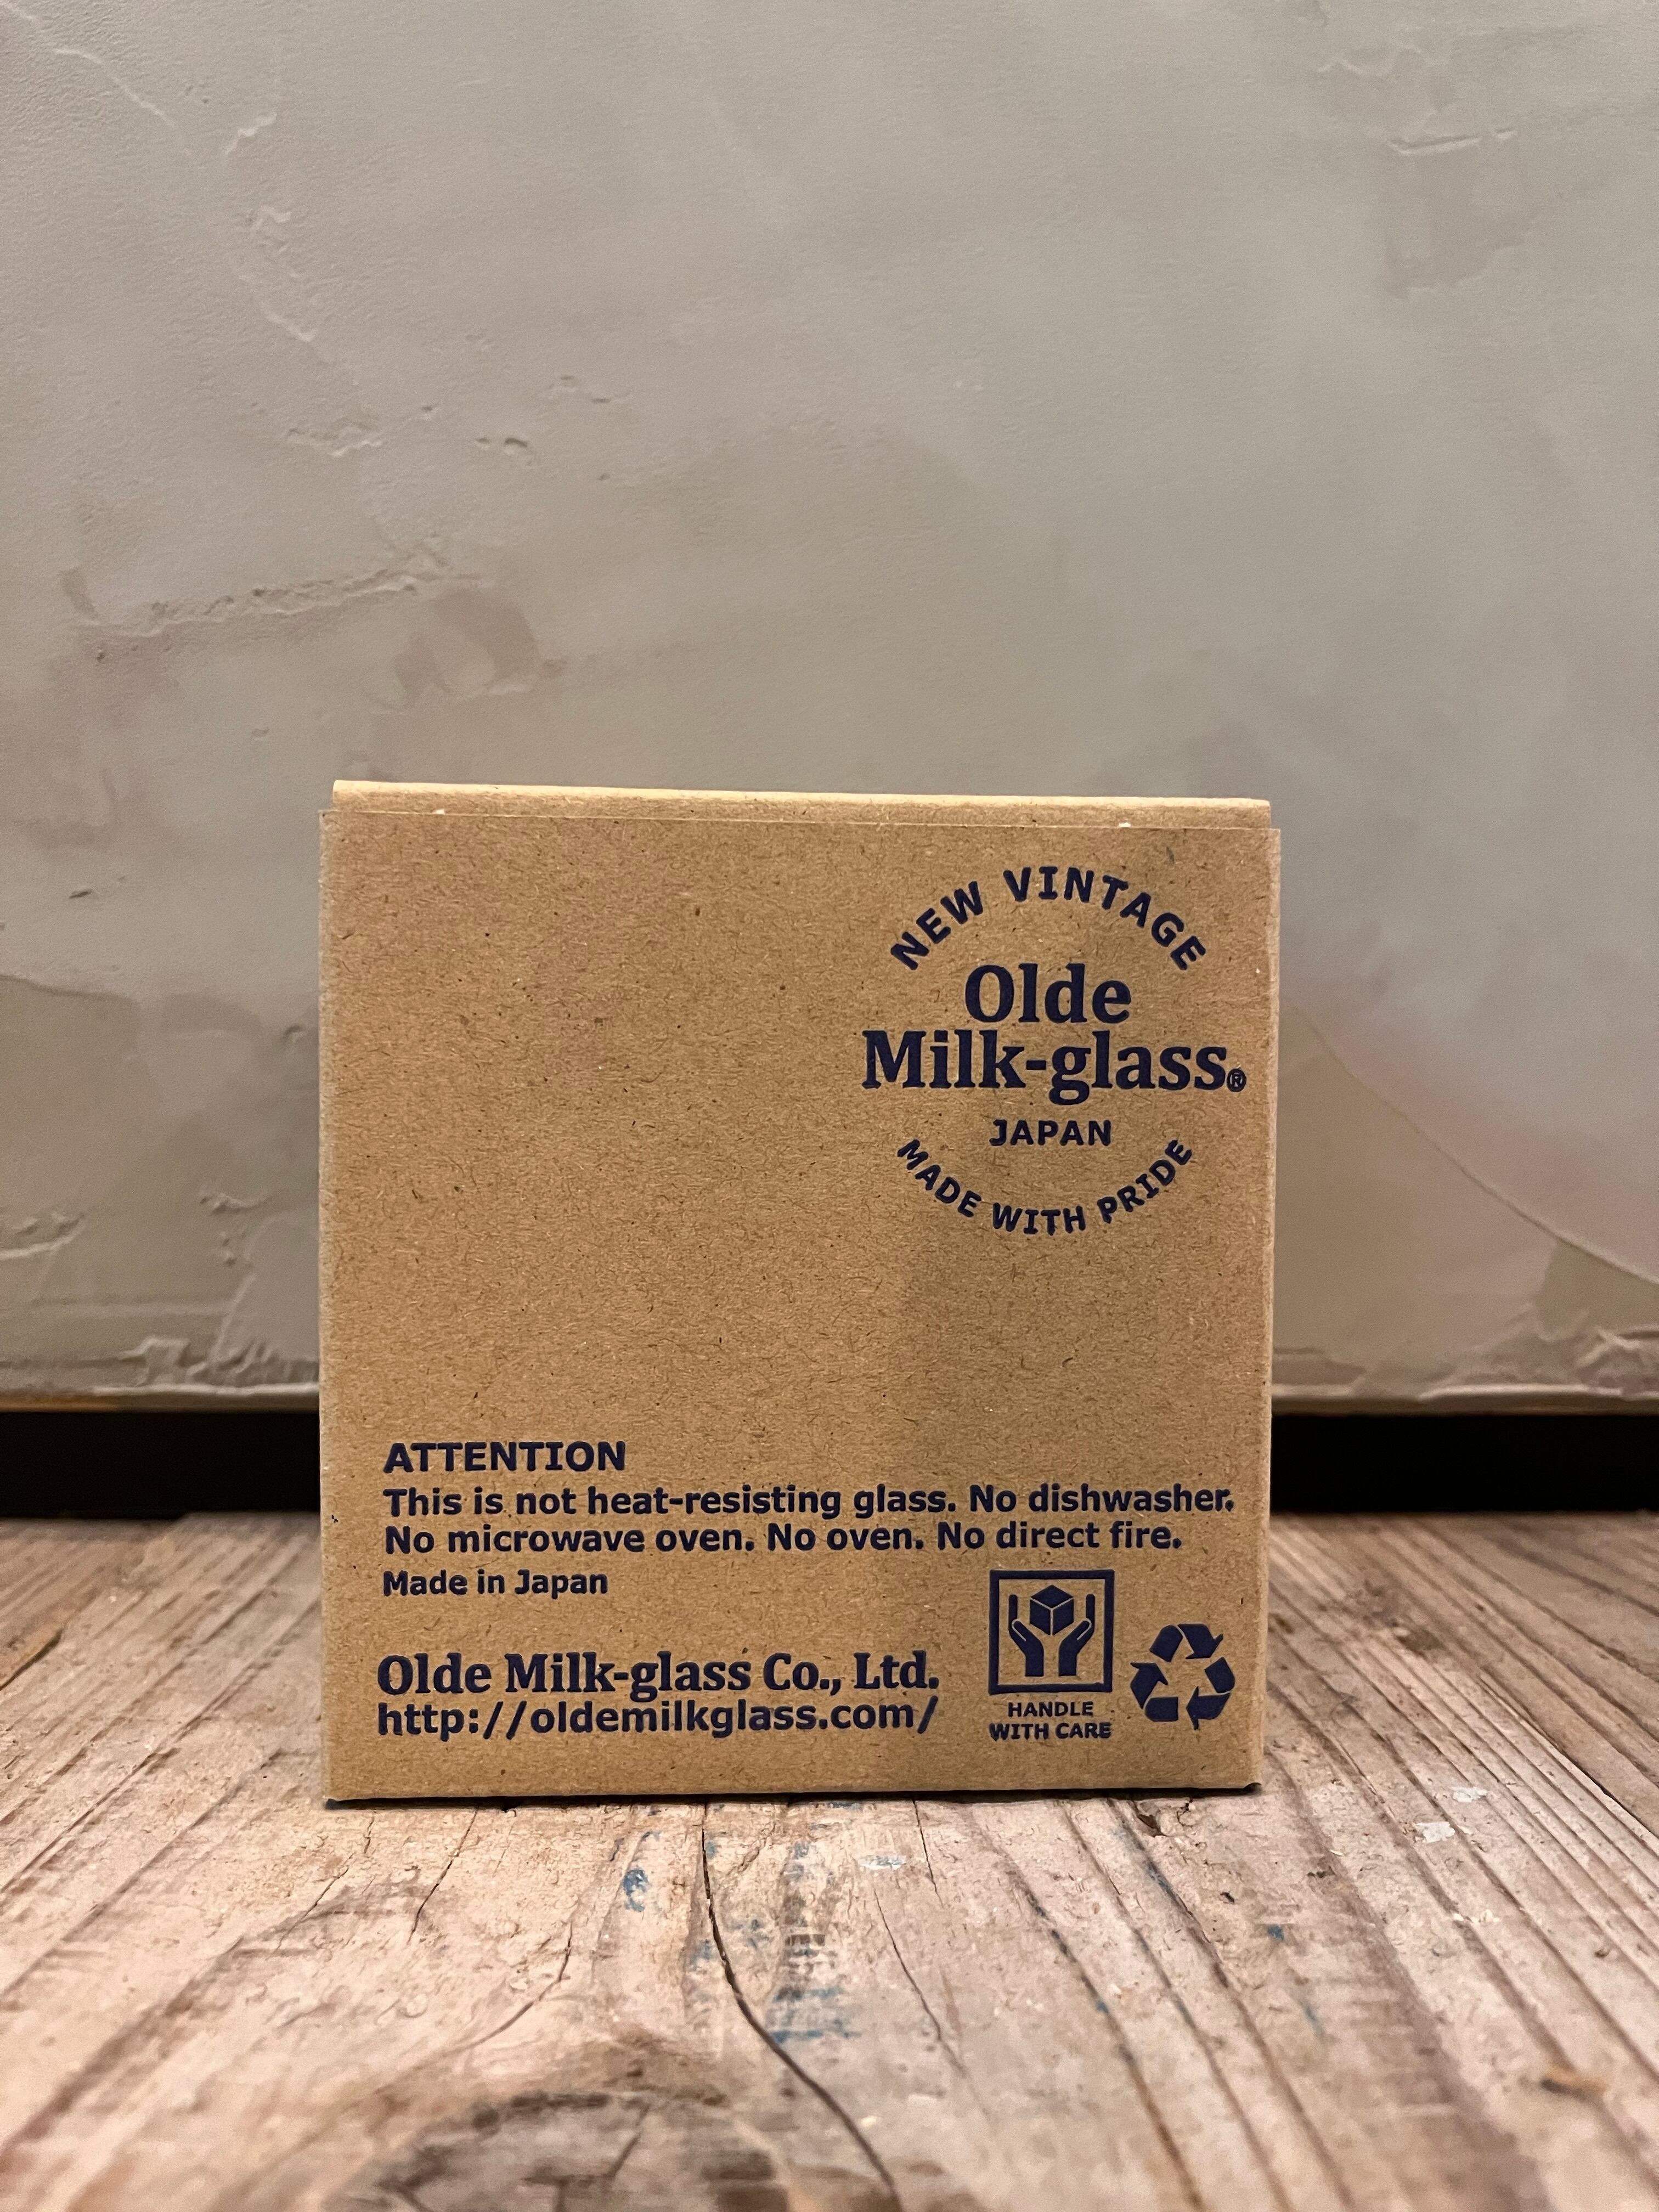 NEW VINTAGE
Olde
Milk-glass®
JAPAN
MADE WITH PRIDE
ATTENTION
This is not heat-resisting glass. No dishwasher.
No microwave oven. No oven. No direct fire.
Made in Japan
Olde Milk-glass Co., Ltd.
http://oldemilkglass.com/
HANDLE
WITH CARE